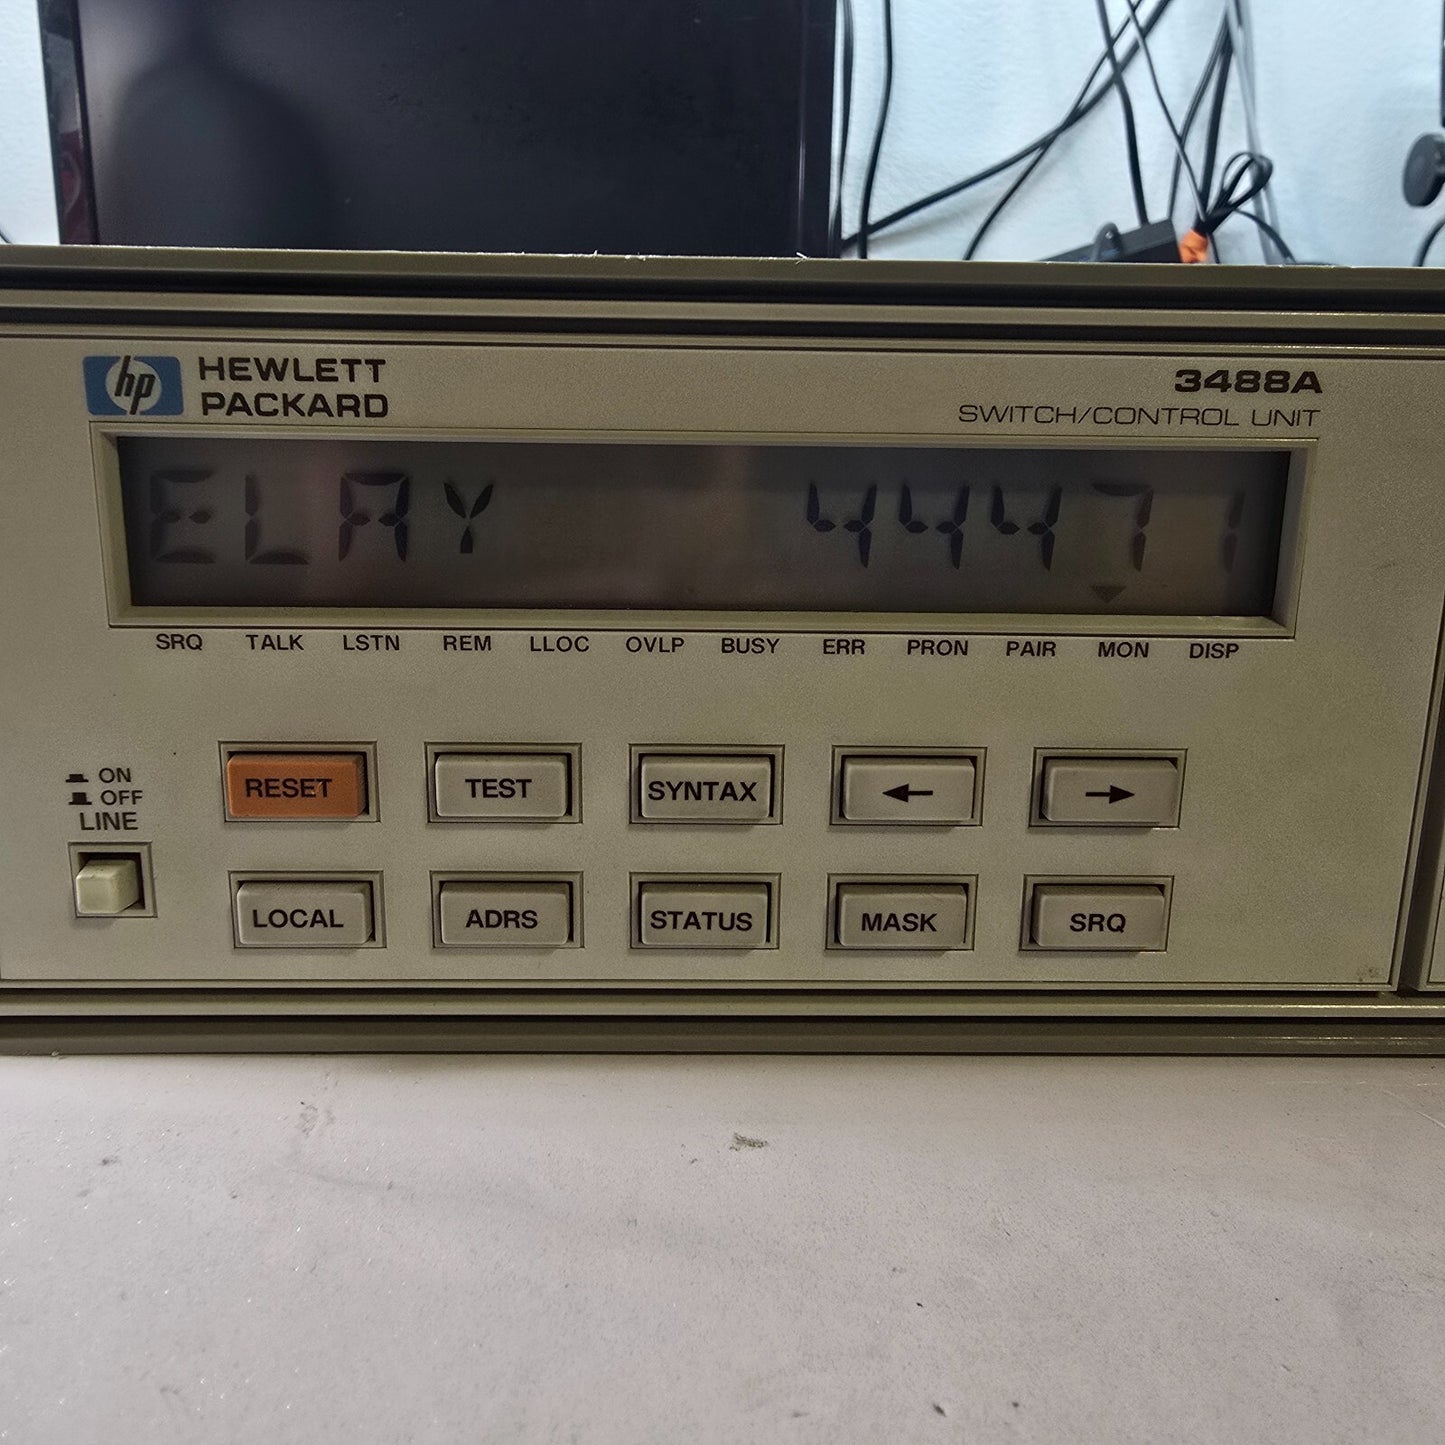 hp HEWLETT
PACKARD
3488A
SWITCH/CONTROL UNIT
ELAY 44471
SRQ TALK LSTN REM LLOC OVLP BUSY ERR PRON PAIR MON DISP
ON
OFF
LINE
RESET TEST SYNTAX ← →
LOCAL ADRS STATUS MASK SRQ